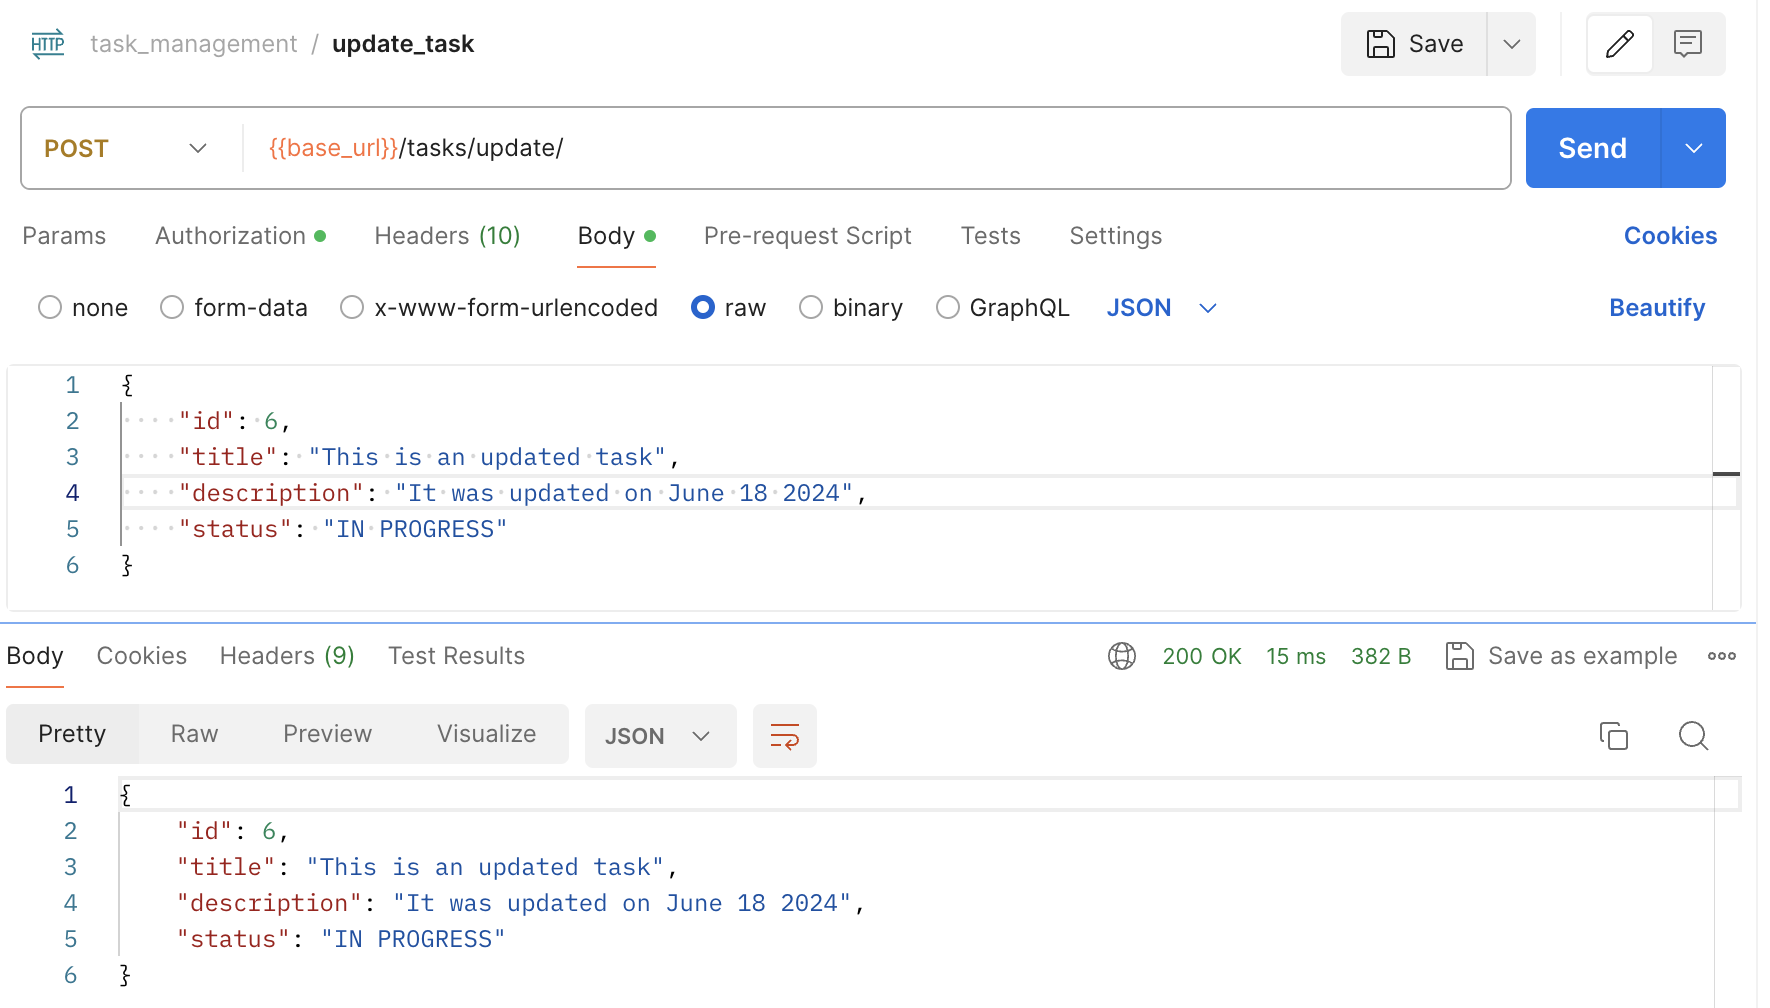 HTTP task_management / update_task Save
POST {{base_url}}/tasks/update/ Send
Params Authorization Headers (10) Body Pre-request Script Tests Settings Cookies
none form-data x-www-form-urlencoded raw binary GraphQL JSON Beautify
1 {
2 "id": 6,
3 "title": "This is an updated task",
4 "description": "It was updated on June 18 2024",
5 "status": "IN PROGRESS"
6 }
Body Cookies Headers (9) Test Results 200 OK 15 ms 382 B Save as example
Pretty Raw Preview Visualize JSON
1 {
2 "id": 6,
3 "title": "This is an updated task",
4 "description": "It was updated on June 18 2024",
5 "status": "IN PROGRESS"
6 }